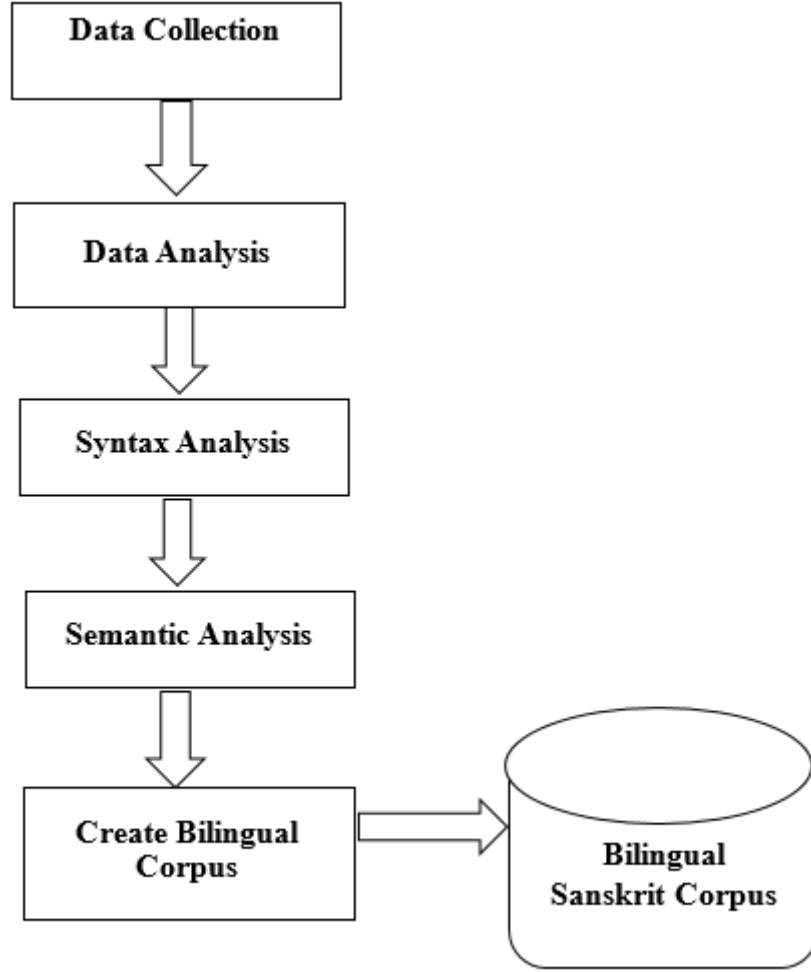 Data Collection
Data Analysis
Syntax Analysis
Semantic Analysis
Create Bilingual
Corpus
Bilingual
Sanskrit Corpus